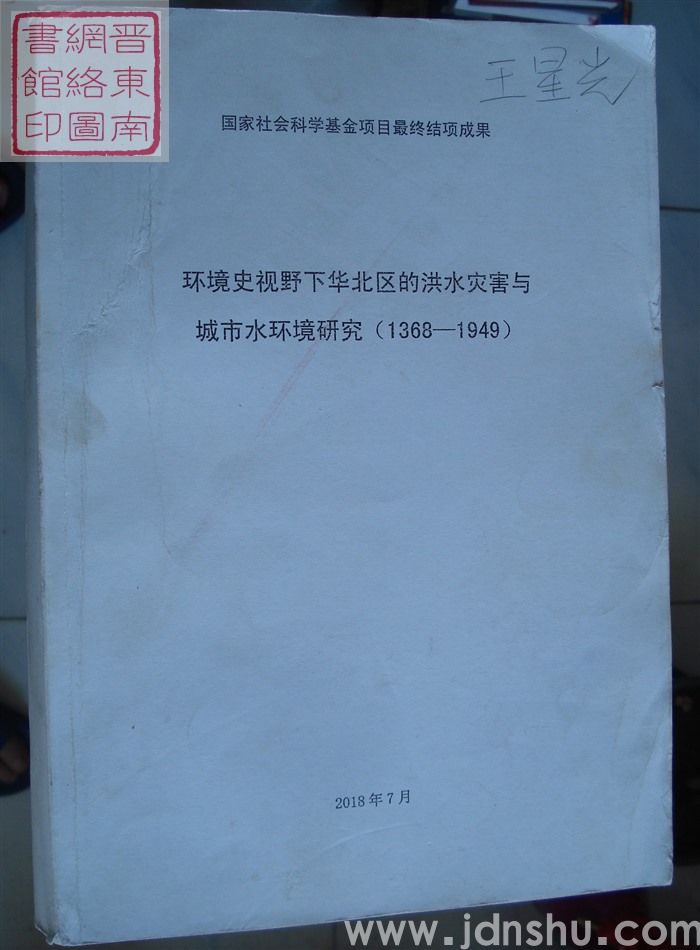 晋東南
網絡圖
書館印
王星光
国家社会科学基金项目最终结项成果
环境史视野下华北区的洪水灾害与
城市水环境研究（1368—1949）
2018年7月
www.jdnshu.com